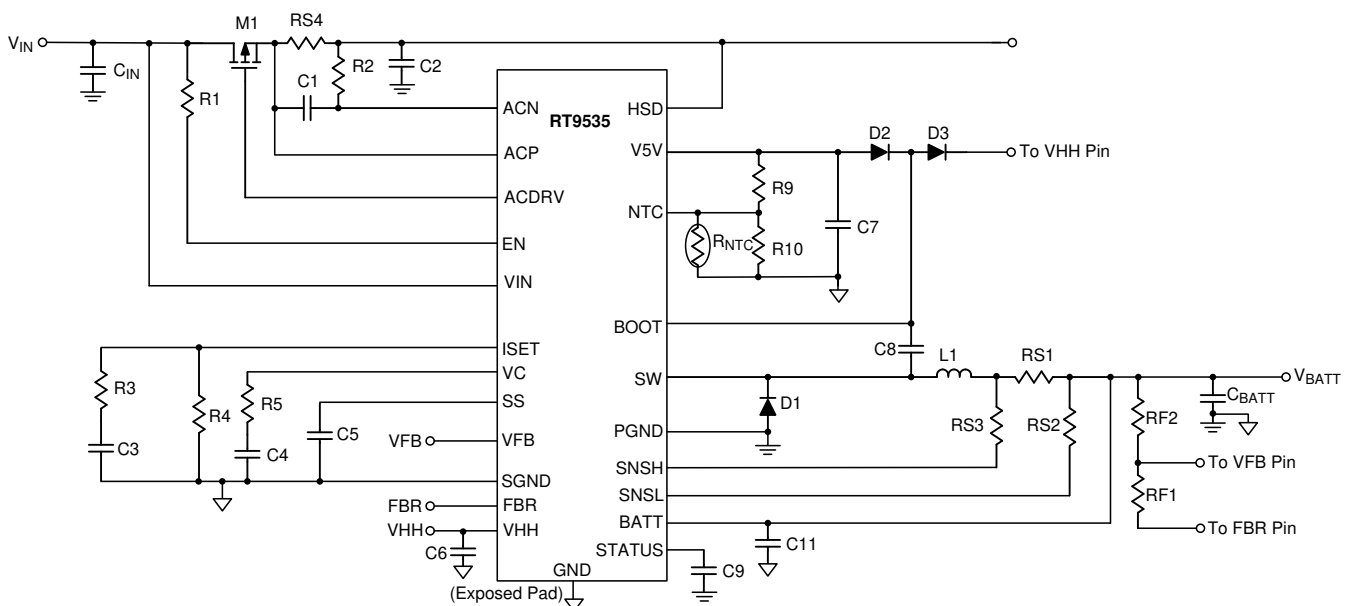 M1
RS4
VIN
CIN
R1
C1
R2
C2
ACN
RT9535
HSD
ACP
V5V
D2
D3
To VHH Pin
ACDRV
R9
NTC
RNTC
R10
C7
EN
VIN
BOOT
C8
L1
RS1
ISET
VC
R3
R4
R5
SS
SW
D1
VBATT
CBATT
C3
C4
C5
VFB
VFB
PGND
RS3
RS2
RF2
SNSH
To VFB Pin
SGND
SNSL
RF1
FBR
FBR
BATT
To FBR Pin
VHH
VHH
C6
STATUS
C11
C9
GND
(Exposed Pad)